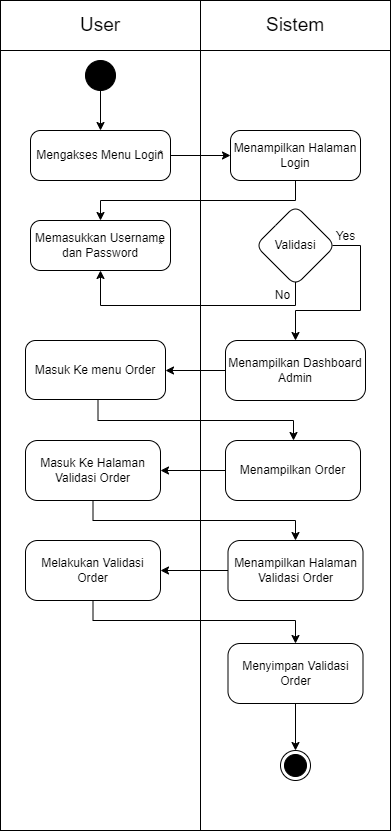 User
Sistem
Mengakses Menu Login
Menampilkan Halaman
Login
Memasukkan Username
dan Password
Validasi
Yes
No
Menampilkan Dashboard
Admin
Masuk Ke menu Order
Menampilkan Order
Masuk Ke Halaman
Validasi Order
Menampilkan Halaman
Validasi Order
Melakukan Validasi
Order
Menyimpan Validasi
Order